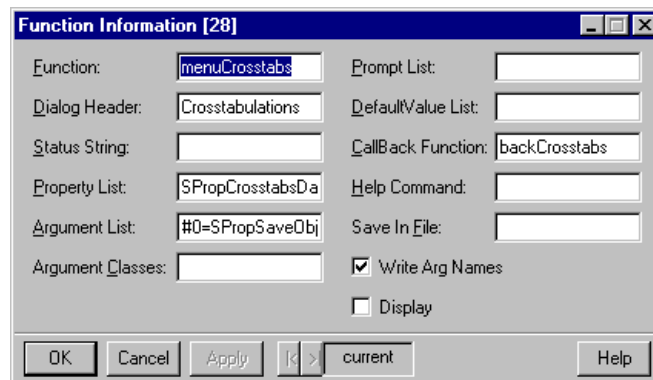 Function Information [28]
Function: menuCrosstabs
Prompt List:
Dialog Header: Crosstabulations
DefaultValue List:
Status String:
CallBack Function: backCrosstabs
Property List: SPropCrosstabsDa
Help Command:
Argument List: #0=SPropSaveObj
Save In File:
Argument Classes:
Write Arg Names
Display
OK Cancel Apply current Help